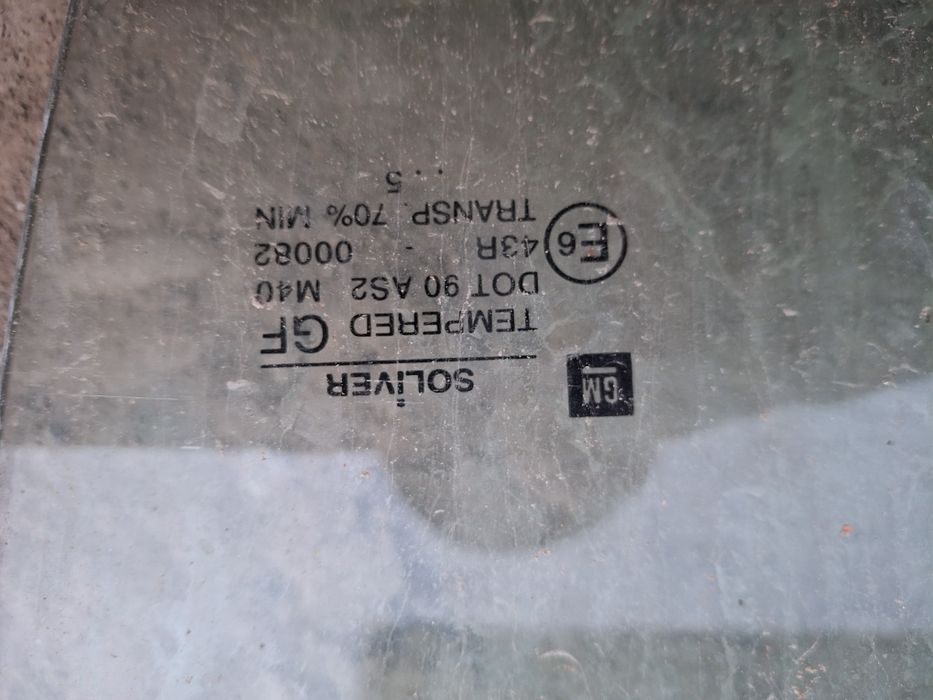 GM
SOLİVER
TEMPERED GF
DOT 90 AS2 M40
E6 43R - 00082
TRANSP. 70% MIN
. . 5